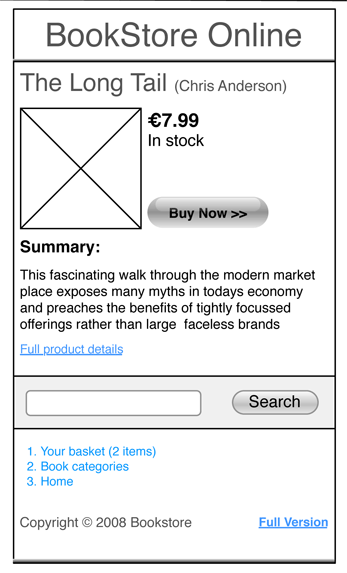 BookStore Online
The Long Tail (Chris Anderson)
€7.99
In stock
Buy Now >>
Summary:
This fascinating walk through the modern market
place exposes many myths in todays economy
and preaches the benefits of tightly focussed
offerings rather than large faceless brands
Full product details
Search
1. Your basket (2 items)
2. Book categories
3. Home
Copyright © 2008 Bookstore
Full Version